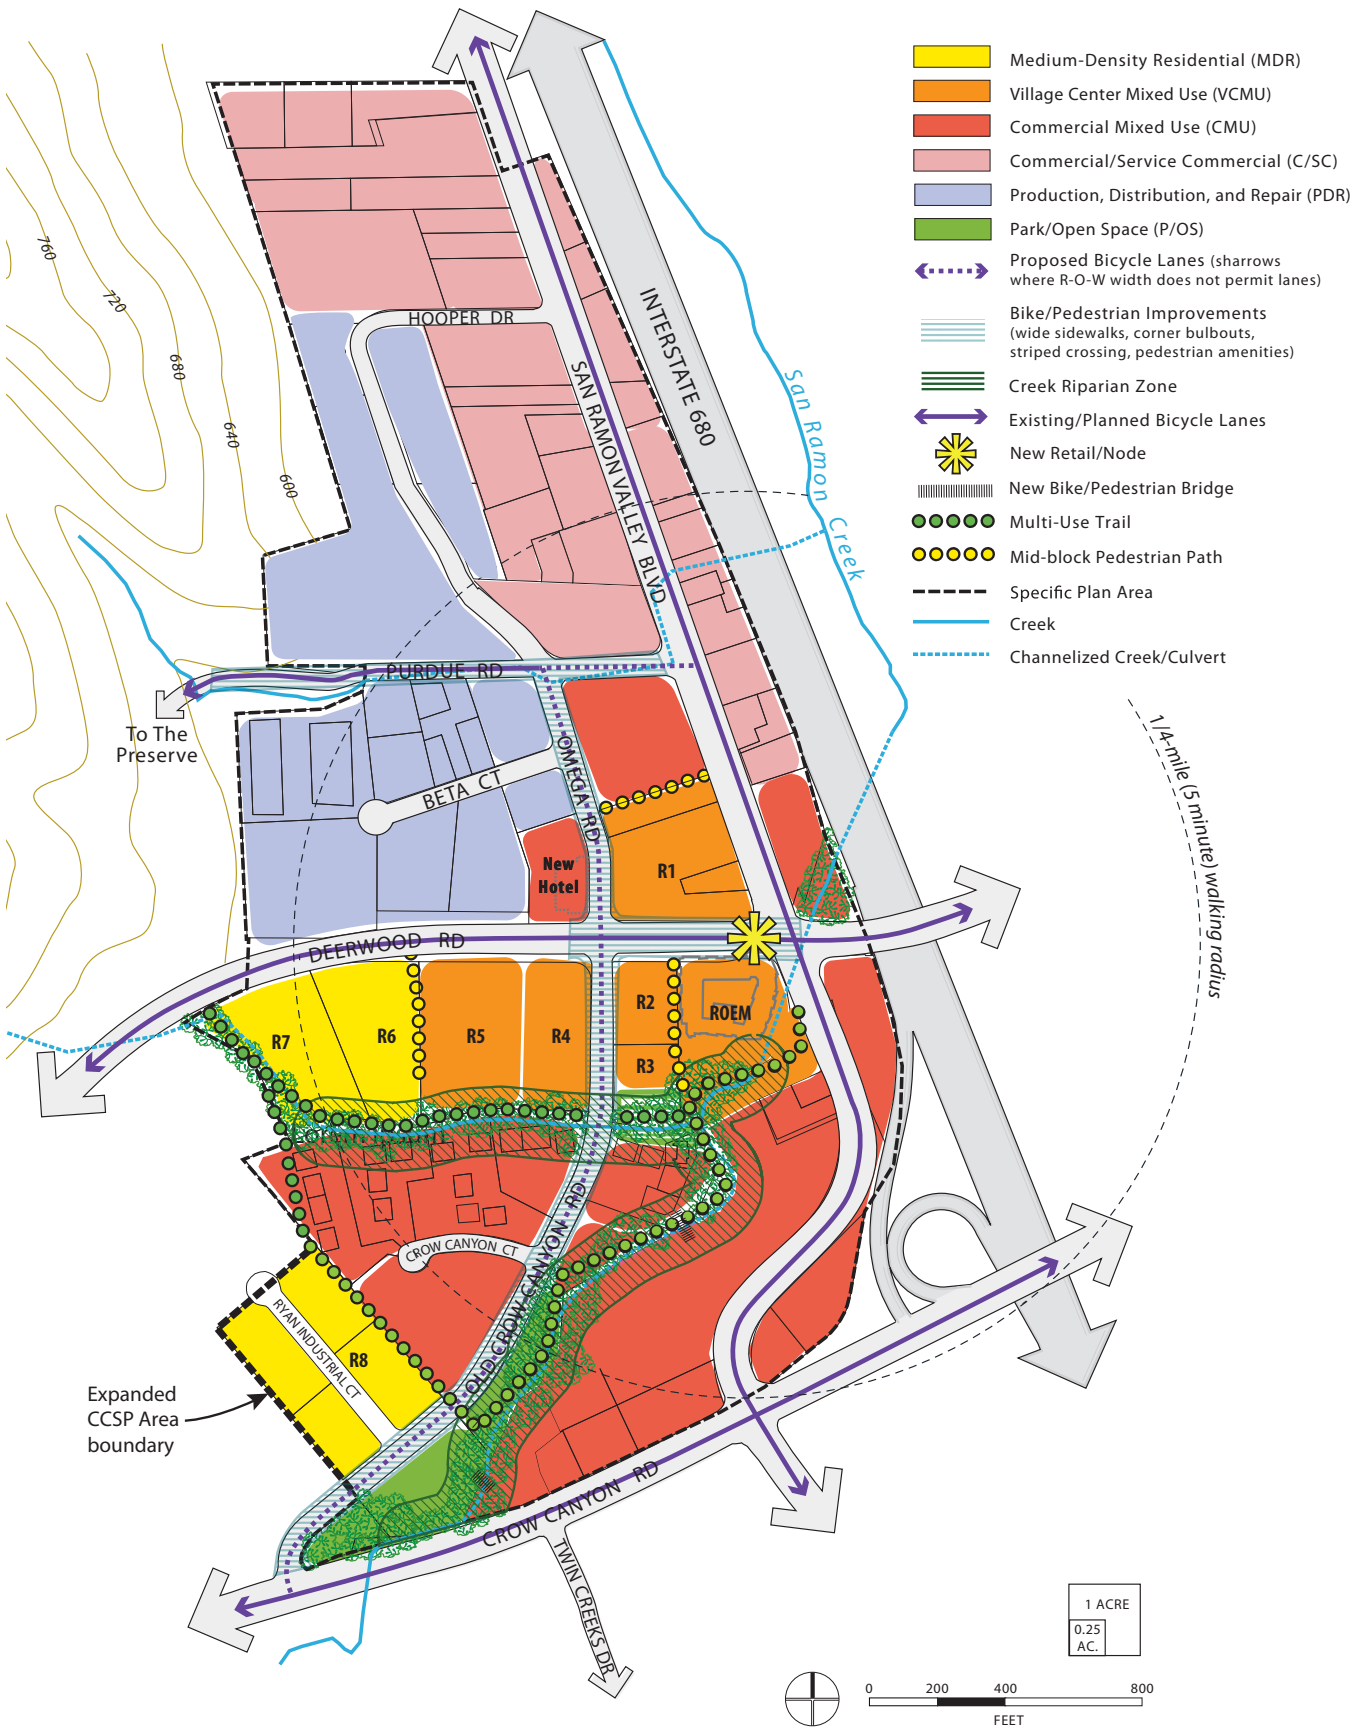 Medium-Density Residential (MDR)
Village Center Mixed Use (VCMU)
Commercial Mixed Use (CMU)
Commercial/Service Commercial (C/SC)
Production, Distribution, and Repair (PDR)
Park/Open Space (P/OS)
Proposed Bicycle Lanes (sharrows
where R-O-W width does not permit lanes)
Bike/Pedestrian Improvements
(wide sidewalks, corner bulbouts,
striped crossing, pedestrian amenities)
Creek Riparian Zone
Existing/Planned Bicycle Lanes
New Retail/Node
New Bike/Pedestrian Bridge
Multi-Use Trail
Mid-block Pedestrian Path
Specific Plan Area
Creek
Channelized Creek/Culvert
760
720
680
640
600
HOOPER DR
INTERSTATE 680
SAN RAMON VALLEY BLVD
San Ramon Creek
PURDUE RD
To The
Preserve
OMEGA RD
BETA CT
1/4-mile (5 minute) walking radius
New
Hotel
R1
DEERWOOD RD
R2
ROEM
R7
R6
R5
R4
R3
CROW CANYON CT
OLD CROW CANYON RD
RYAN INDUSTRIAL CT
R8
Expanded
CCSP Area
boundary
CROW CANYON RD
TWIN CREEKS DR
1 ACRE
0.25
AC.
0 200 400 800
FEET